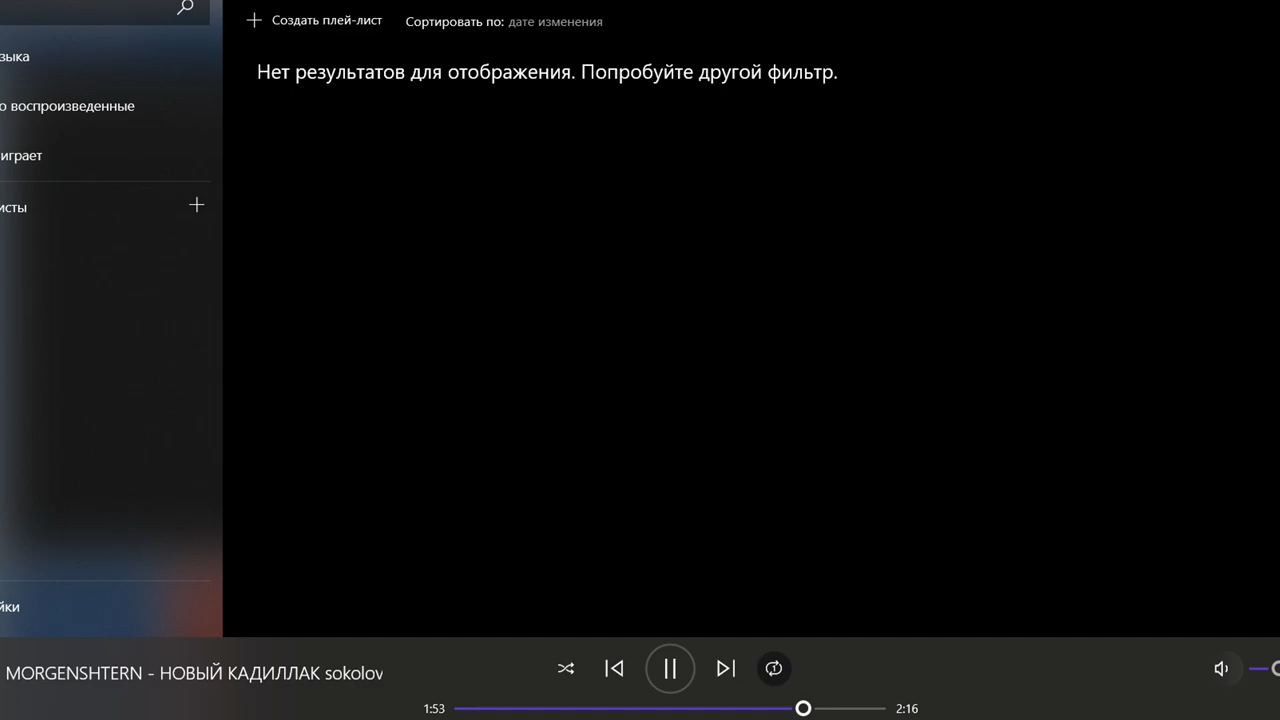 Создать плей-лист
Сортировать по: дате изменения
Нет результатов для отображения. Попробуйте другой фильтр.
зыка
о воспроизведенные
играет
исты
йки
MORGENSHTERN - НОВЫЙ КАДИЛЛАК sokolov
1:53
2:16